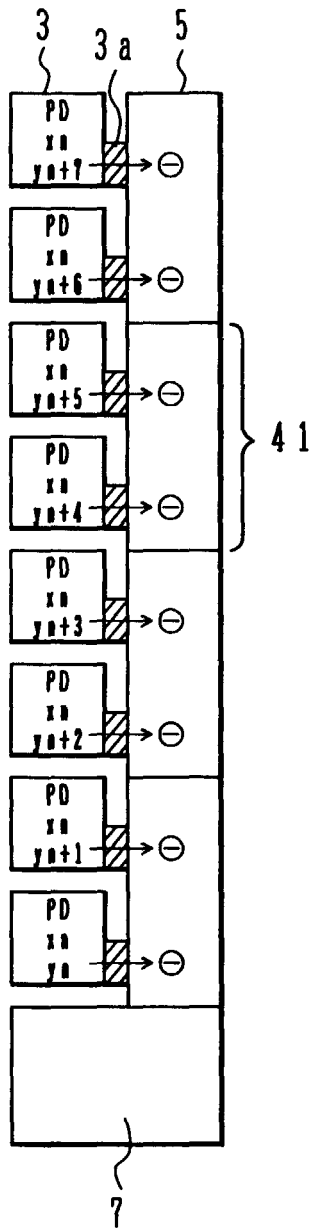 3
3a
5
PD
xn
yn+7
⊖
PD
xn
yn+6
⊖
PD
xn
yn+5
⊖
41
PD
xn
yn+4
⊖
PD
xn
yn+3
⊖
PD
xn
yn+2
⊖
PD
xn
yn+1
⊖
PD
xn
yn
⊖
7